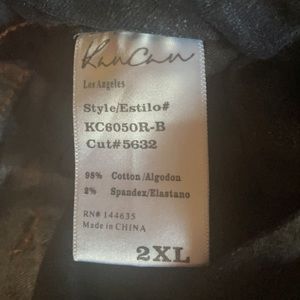 KanCan
Los Angeles
Style/Estilo#
KC6050R-B
Cut#5632
98% Cotton/Algodon
2% Spandex/Elastano
RN# 144635
Made in CHINA
2XL